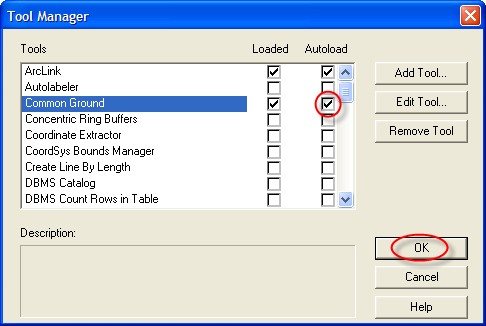 Tool Manager
Tools Loaded Autoload
ArcLink
Autolabeler
Common Ground
Concentric Ring Buffers
Coordinate Extractor
CoordSys Bounds Manager
Create Line By Length
DBMS Catalog
DBMS Count Rows in Table
Add Tool...
Edit Tool...
Remove Tool
Description:
OK
Cancel
Help